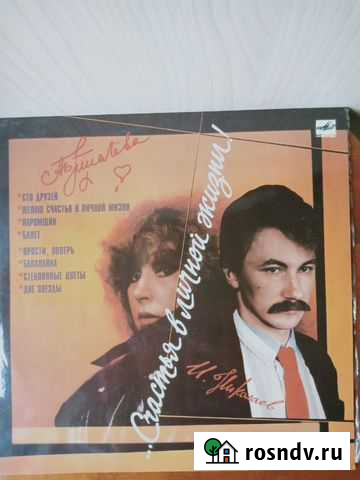 А. Пугачева
СТО ДРУЗЕЙ
ЖЕЛАЮ СЧАСТЬЯ В ЛИЧНОЙ ЖИЗНИ
ПАРОМЩИК
БАЛЕТ
ПРОСТИ, ПОВЕРЬ
БАЛАЛАЙКА
СТЕКЛЯННЫЕ ЦВЕТЫ
ДВЕ ЗВЕЗДЫ
...Счастья в личной жизни!
И. Николаев
rosndv.ru